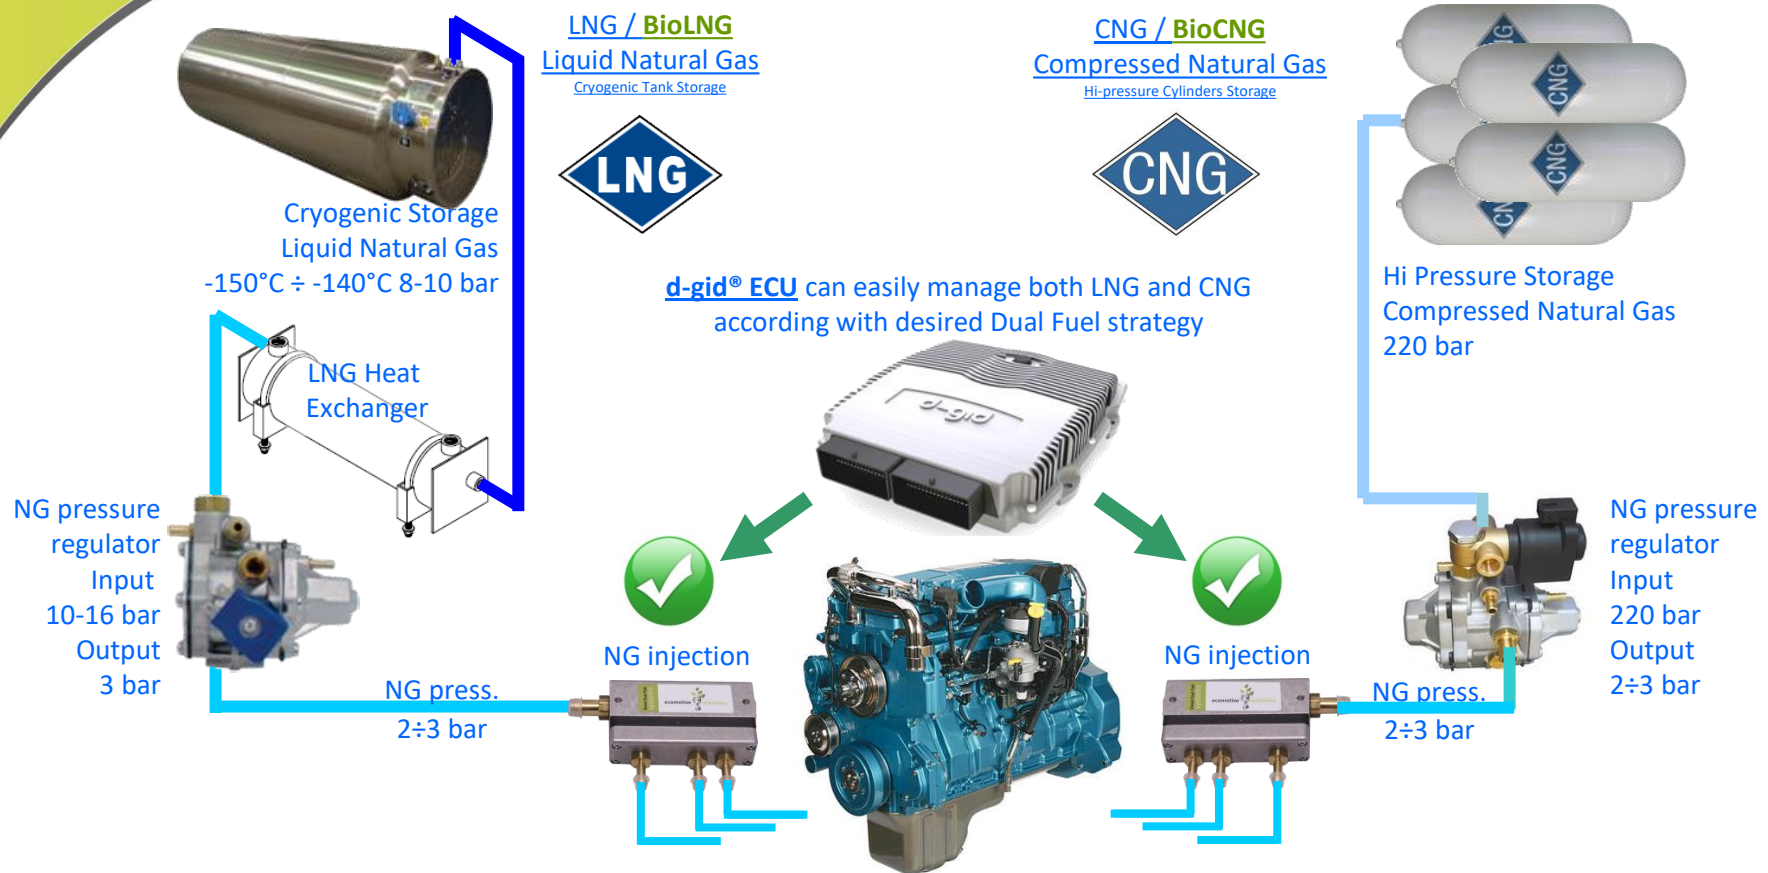 LNG / BioLNG
Liquid Natural Gas
Cryogenic Tank Storage
LNG
CNG / BioCNG
Compressed Natural Gas
Hi-pressure Cylinders Storage
CNG
CNG
CNG
Cryogenic Storage
Liquid Natural Gas
-150°C ÷ -140°C 8-10 bar
d-gid® ECU can easily manage both LNG and CNG
according with desired Dual Fuel strategy
Hi Pressure Storage
Compressed Natural Gas
220 bar
LNG Heat
Exchanger
d-gid
NG pressure
regulator
Input
10-16 bar
Output
3 bar
NG pressure
regulator
Input
220 bar
Output
2÷3 bar
NG injection
NG injection
NG press.
2÷3 bar
ecomotive
NG press.
2÷3 bar
ecomotive